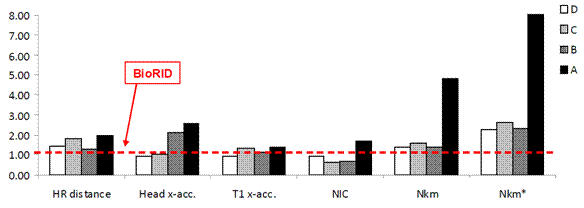 8.00
7.00
6.00
5.00
4.00
3.00
2.00
1.00
0.00
BioRID
D
C
B
A
HR distance Head x-acc. T1 x-acc. NIC Nkm Nkm*